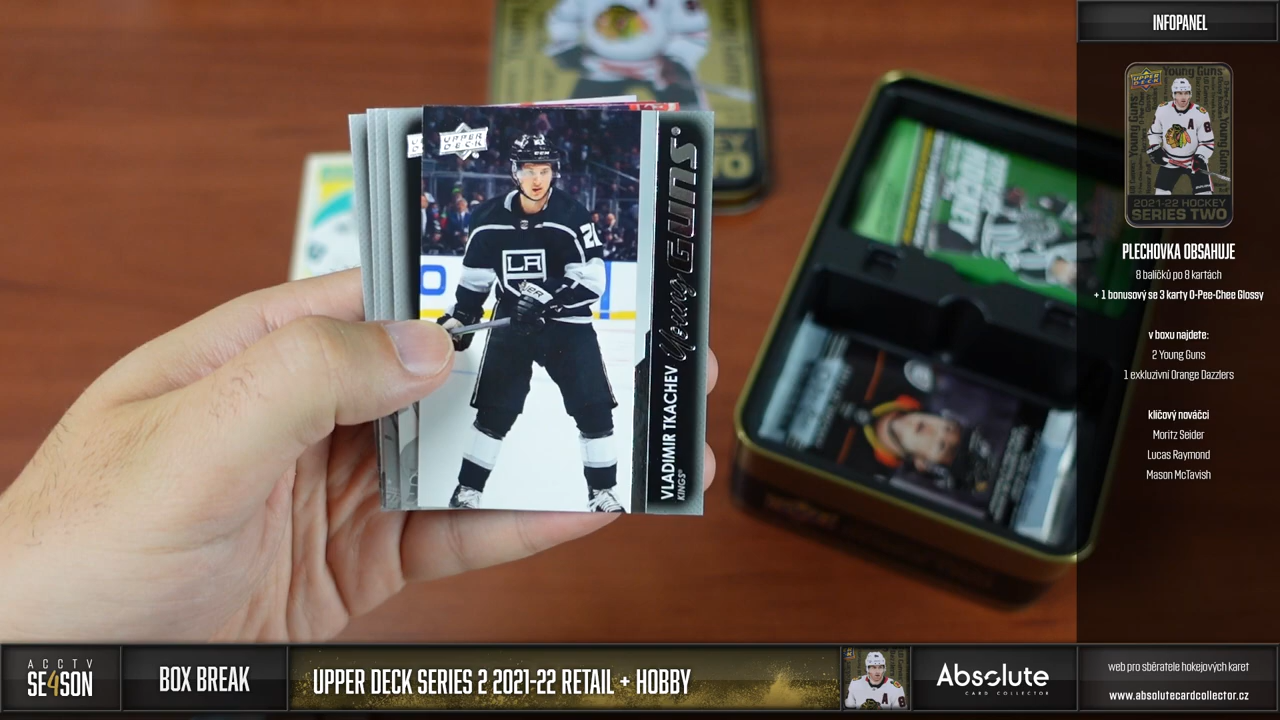 INFOPANEL
UPPER DECK
Young Guns
2021-22 HOCKEY
SERIES TWO
PLECHOVKA OBSAHUJE
8 balíčků po 8 kartách
+ 1 bonusový se 3 karty O-Pee-Chee Glossy
v boxu najdete:
2 Young Guns
1 exkluzivní Orange Dazzlers
klíčový nováčci
Moritz Seider
Lucas Raymond
Mason McTavish
UPPER DECK
LA
20
VLADIMIR TKACHEV
KINGS
Young Guns
TWO
ACCTV
SE4SON
BOX BREAK
UPPER DECK SERIES 2 2021-22 RETAIL + HOBBY
Absolute
CARD COLLECTOR
web pro sběratele hokejových karet
www.absolutecardcollector.cz